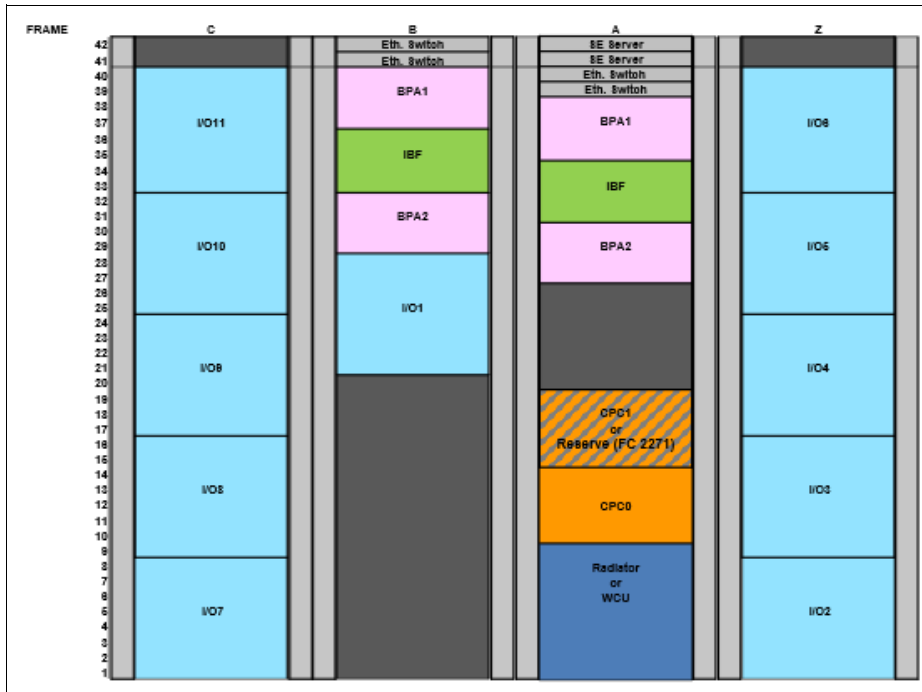 FRAME C B A Z
42 Eth. Switch SE Server
41 Eth. Switch SE Server
40 Eth. Switch
39 BPA1 Eth. Switch
38
37 I/O11 BPA1 I/O6
36
35 IBF
34
33 IBF
32
31 BPA2
30
29 I/O10 BPA2 I/O5
28
27
26
25 I/O1
24
23
22
21 I/O9 I/O4
20
19
18 CPC1
17 or
16 Reserve (FC 2271)
15
14
13 I/O8 I/O3
12 CPC0
11
10
9
8 Radiator
7 or
6 WCU
5 I/O7 I/O2
4
3
2
1